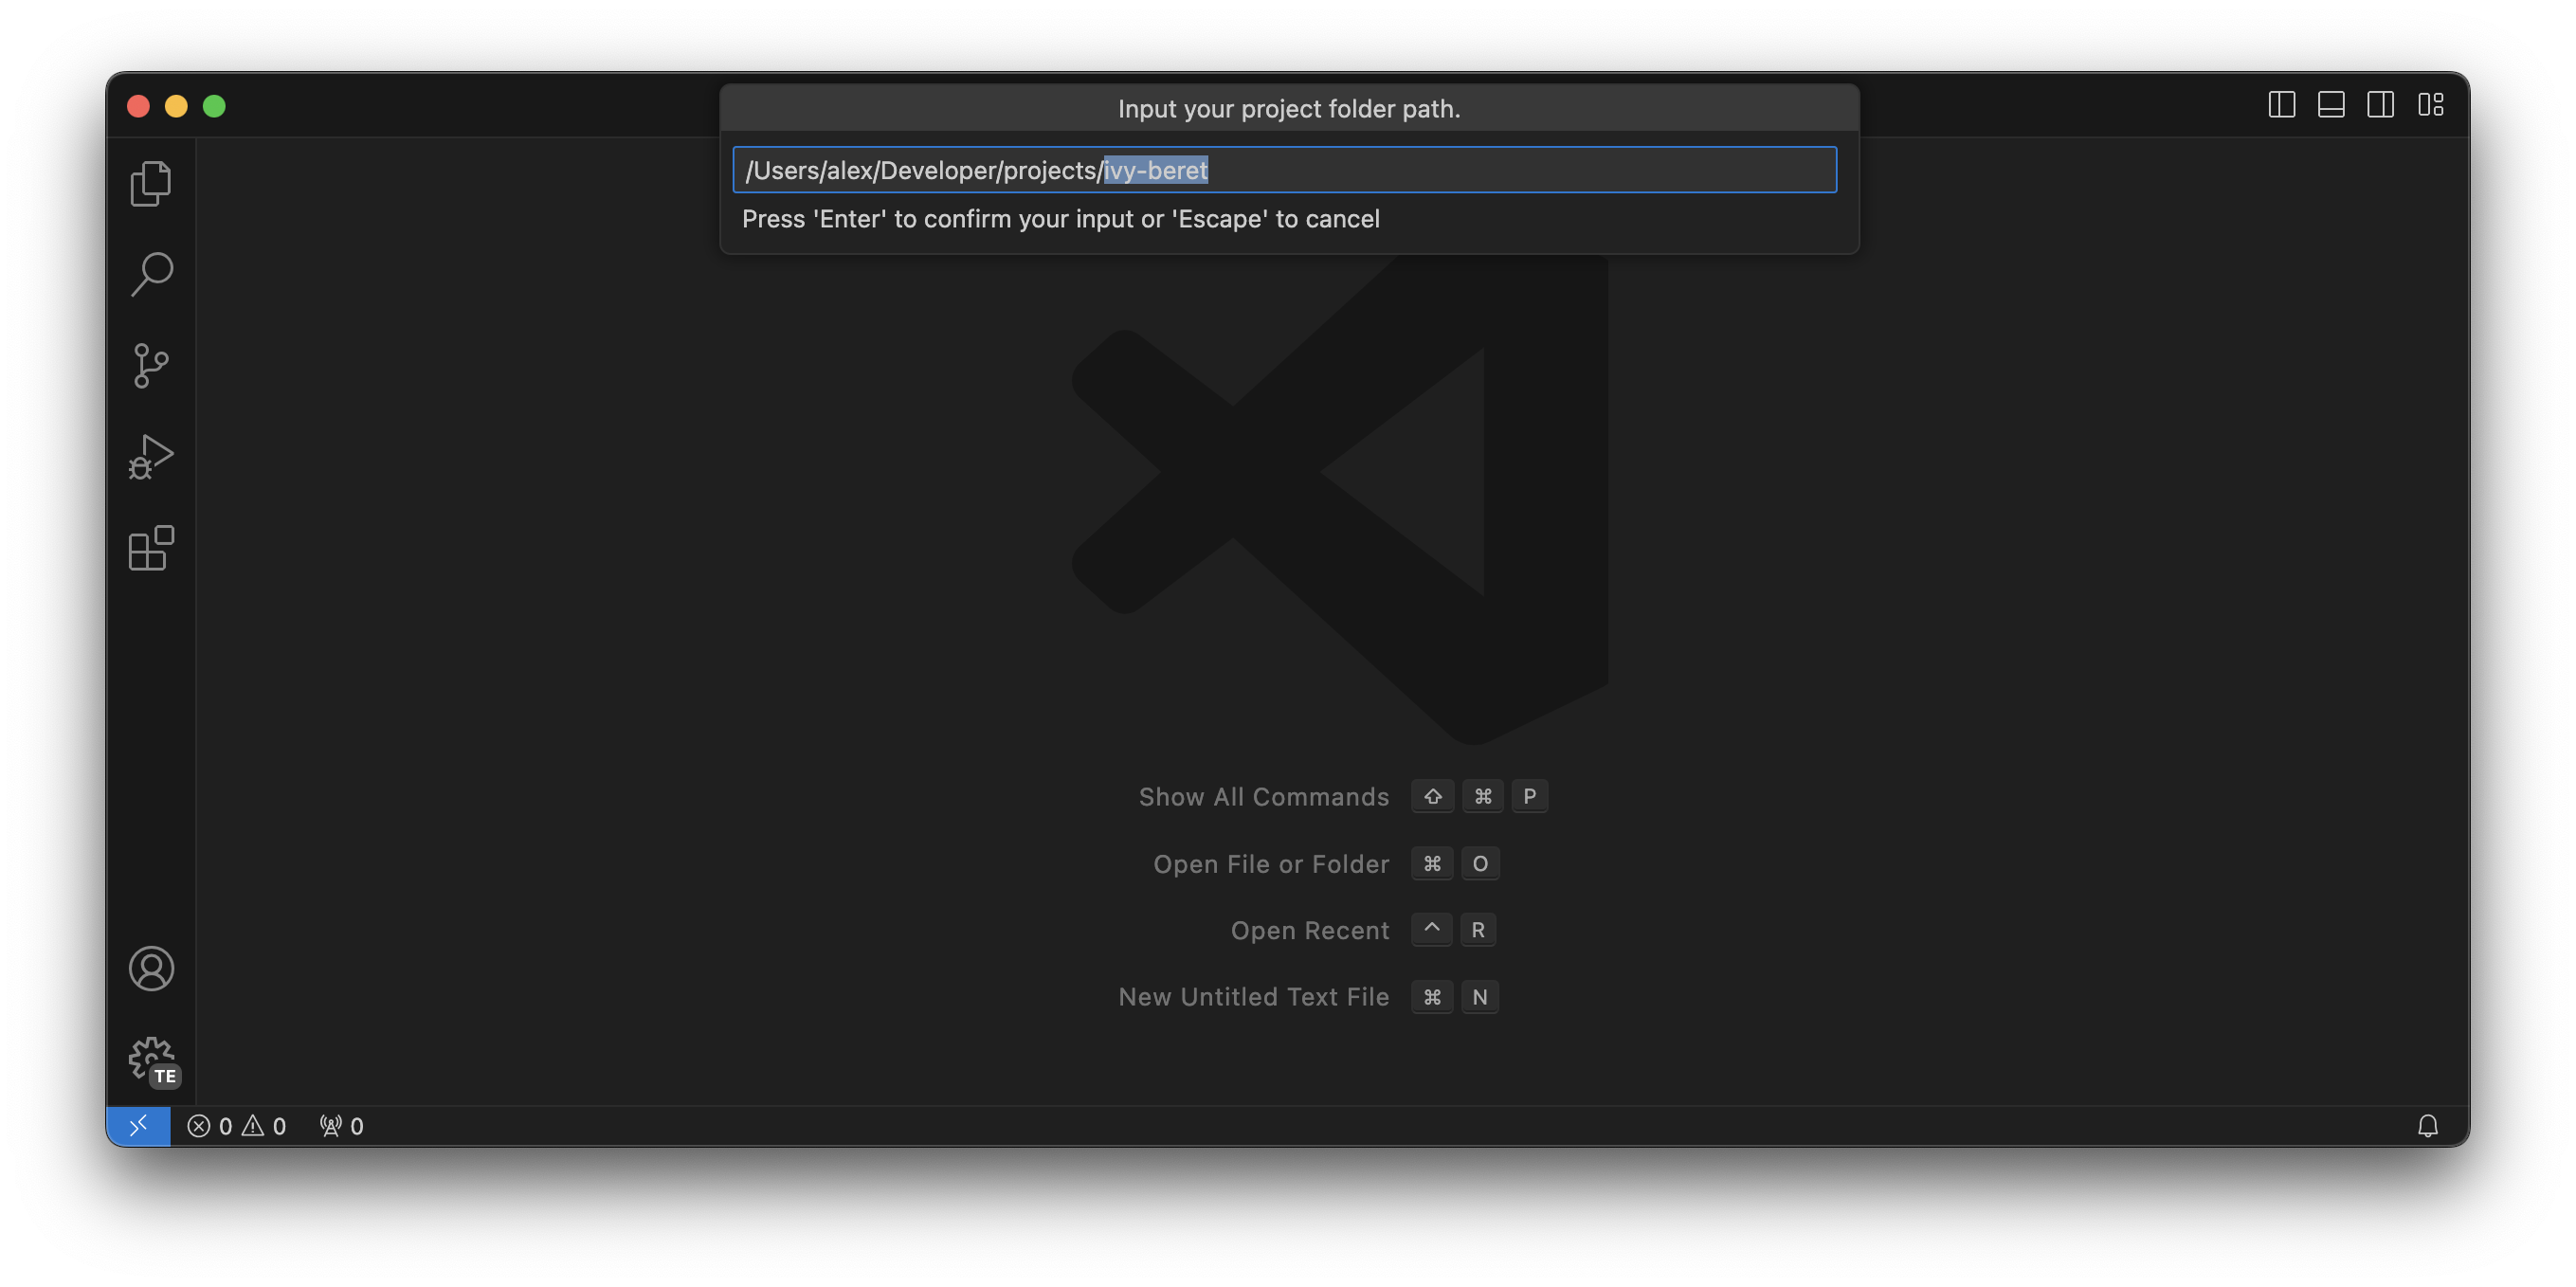 Input your project folder path.
/Users/alex/Developer/projects/ivy-beret
Press 'Enter' to confirm your input or 'Escape' to cancel
Show All Commands ⇧ ⌘ P
Open File or Folder ⌘ O
Open Recent ^ R
New Untitled Text File ⌘ N
TE
0 0 0